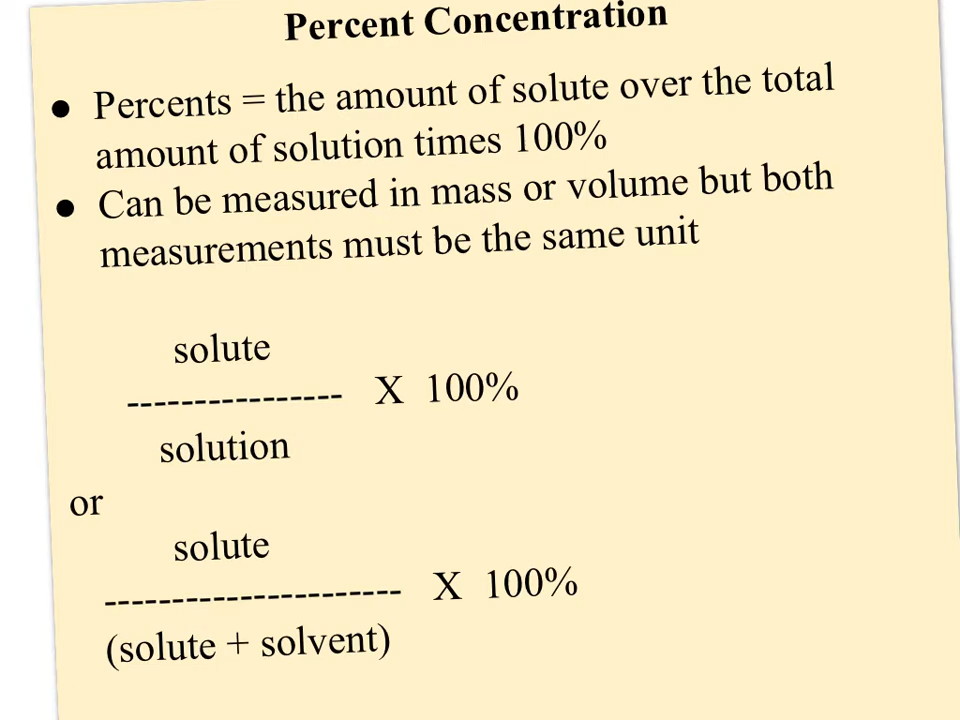 Percent Concentration
● Percents = the amount of solute over the total
amount of solution times 100%
● Can be measured in mass or volume but both
measurements must be the same unit
solute
---------------- X 100%
solution
or
solute
---------------------- X 100%
(solute + solvent)